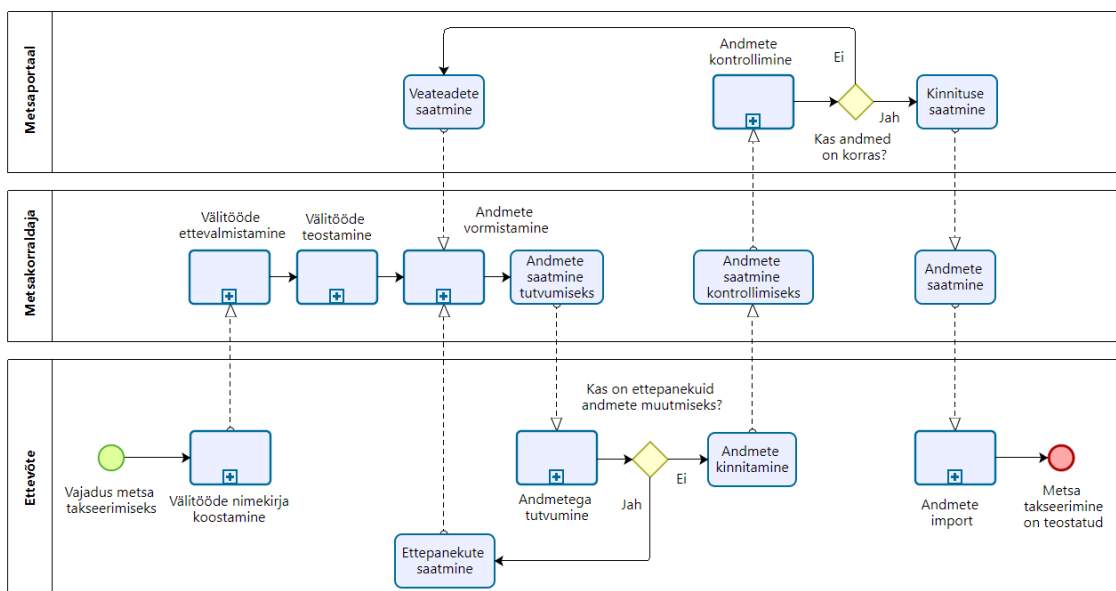 Metsaportaal
Veateadete
saatmine
Andmete
kontrollimine
Ei
Jah
Kas andmed
on korras?
Kinnituse
saatmine
Metsakorraldaja
Välitööde
ettevalmistamine
Välitööde
teostamine
Andmete
vormistamine
Andmete
saatmine
tutvumiseks
Andmete
saatmine
kontrollimiseks
Andmete
saatmine
Ettevõte
Vajadus metsa
takseerimiseks
Välitööde nimekirja
koostamine
Ettepanekute
saatmine
Kas on ettepanekuid
andmete muutmiseks?
Andmetega
tutvumine
Jah
Ei
Andmete
kinnitamine
Andmete
import
Metsa
takseerimine
on teostatud